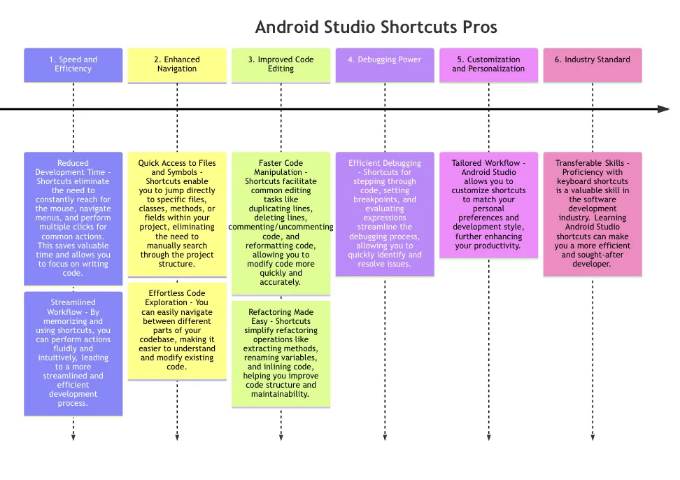 Android Studio Shortcuts Pros
1. Speed and
Efficiency
2. Enhanced
Navigation
3. Improved Code
Editing
4. Debugging Power
5. Customization
and Personalization
6. Industry Standard
Reduced
Development Time -
Shortcuts eliminate
the need to
constantly reach for
the mouse, navigate
menus, and perform
multiple clicks for
common actions.
This saves valuable
time and allows you
to focus on writing
code.
Streamlined
Workflow - By
memorizing and
using shortcuts, you
can perform actions
fluidly and
intuitively, leading
to a more
streamlined and
efficient
development
process.
Quick Access to Files
and Symbols -
Shortcuts enable
you to jump directly
to specific files,
classes, methods, or
fields within your
project, eliminating
the need to
manually search
through the project
structure.
Effortless Code
Exploration - You
can easily navigate
between different
parts of your
codebase, making it
easier to understand
and modify existing
code.
Faster Code
Manipulation -
Shortcuts facilitate
common editing
tasks like
duplicating lines,
deleting lines,
commenting/uncommenting
code, and
reformatting code,
allowing you to
modify code more
quickly and
accurately.
Refactoring Made
Easy - Shortcuts
simplify refactoring
operations like
extracting methods,
renaming variables,
and inlining code,
helping you improve
code structure and
maintainability.
Efficient Debugging
- Shortcuts for
stepping through
code, setting
breakpoints, and
evaluating
expressions
streamline the
debugging process,
allowing you to
quickly identify and
resolve issues.
Tailored Workflow -
Android Studio
allows you to
customize shortcuts
to match your
personal
preferences and
development style,
further enhancing
your productivity.
Transferable Skills -
Proficiency with
keyboard shortcuts
is a valuable skill in
the software
development
industry. Learning
Android Studio
shortcuts can make
you a more efficient
and sought-after
developer.